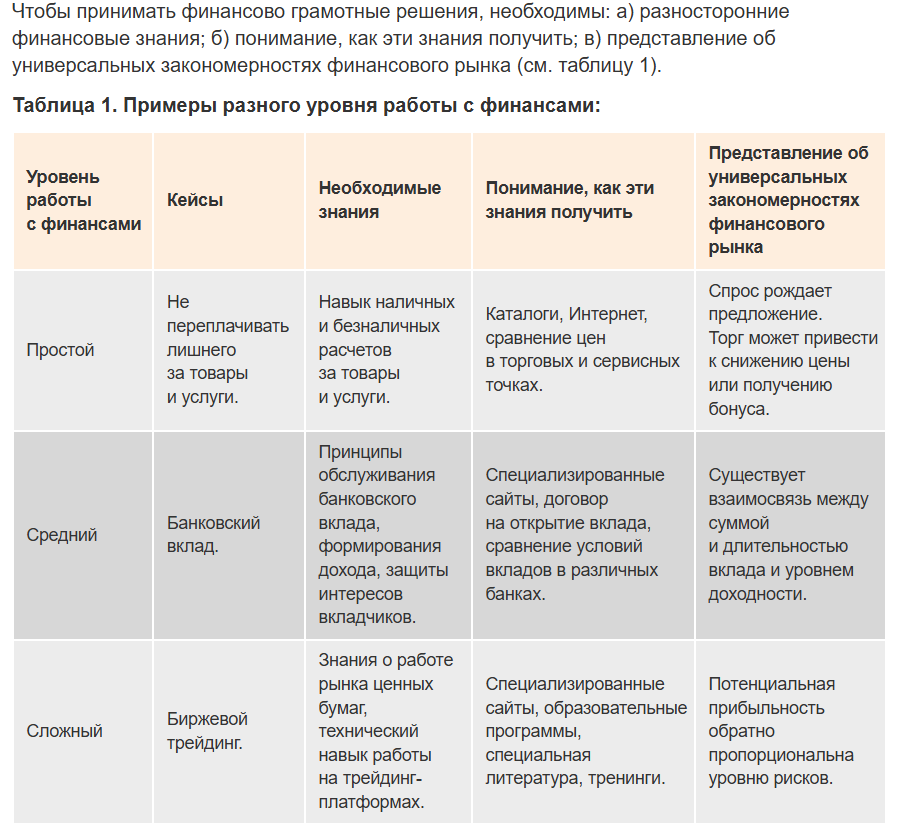 Чтобы принимать финансово грамотные решения, необходимы: а) разносторонние
финансовые знания; б) понимание, как эти знания получить; в) представление об
универсальных закономерностях финансового рынка (см. таблицу 1).
Таблица 1. Примеры разного уровня работы с финансами:
Уровень
работы
с финансами
Кейсы
Необходимые
знания
Понимание, как эти
знания получить
Представление об
универсальных
закономерностях
финансового
рынка
Простой
Не
переплачивать
лишнего
за товары
и услуги.
Навык наличных
и безналичных
расчетов
за товары
и услуги.
Каталоги, Интернет,
сравнение цен
в торговых и сервисных
точках.
Спрос рождает
предложение.
Торг может привести
к снижению цены
или получению
бонуса.
Средний
Банковский
вклад.
Принципы
обслуживания
банковского
вклада,
формирования
дохода, защиты
интересов
вкладчиков.
Специализированные
сайты, договор
на открытие вклада,
сравнение условий
вкладов в различных
банках.
Существует
взаимосвязь между
суммой
и длительностью
вклада и уровнем
доходности.
Сложный
Биржевой
трейдинг.
Знания о работе
рынка ценных
бумаг,
технический
навык работы
на трейдинг-
платформах.
Специализированные
сайты, образовательные
программы,
специальная
литература, тренинги.
Потенциальная
прибыльность
обратно
пропорциональна
уровню рисков.